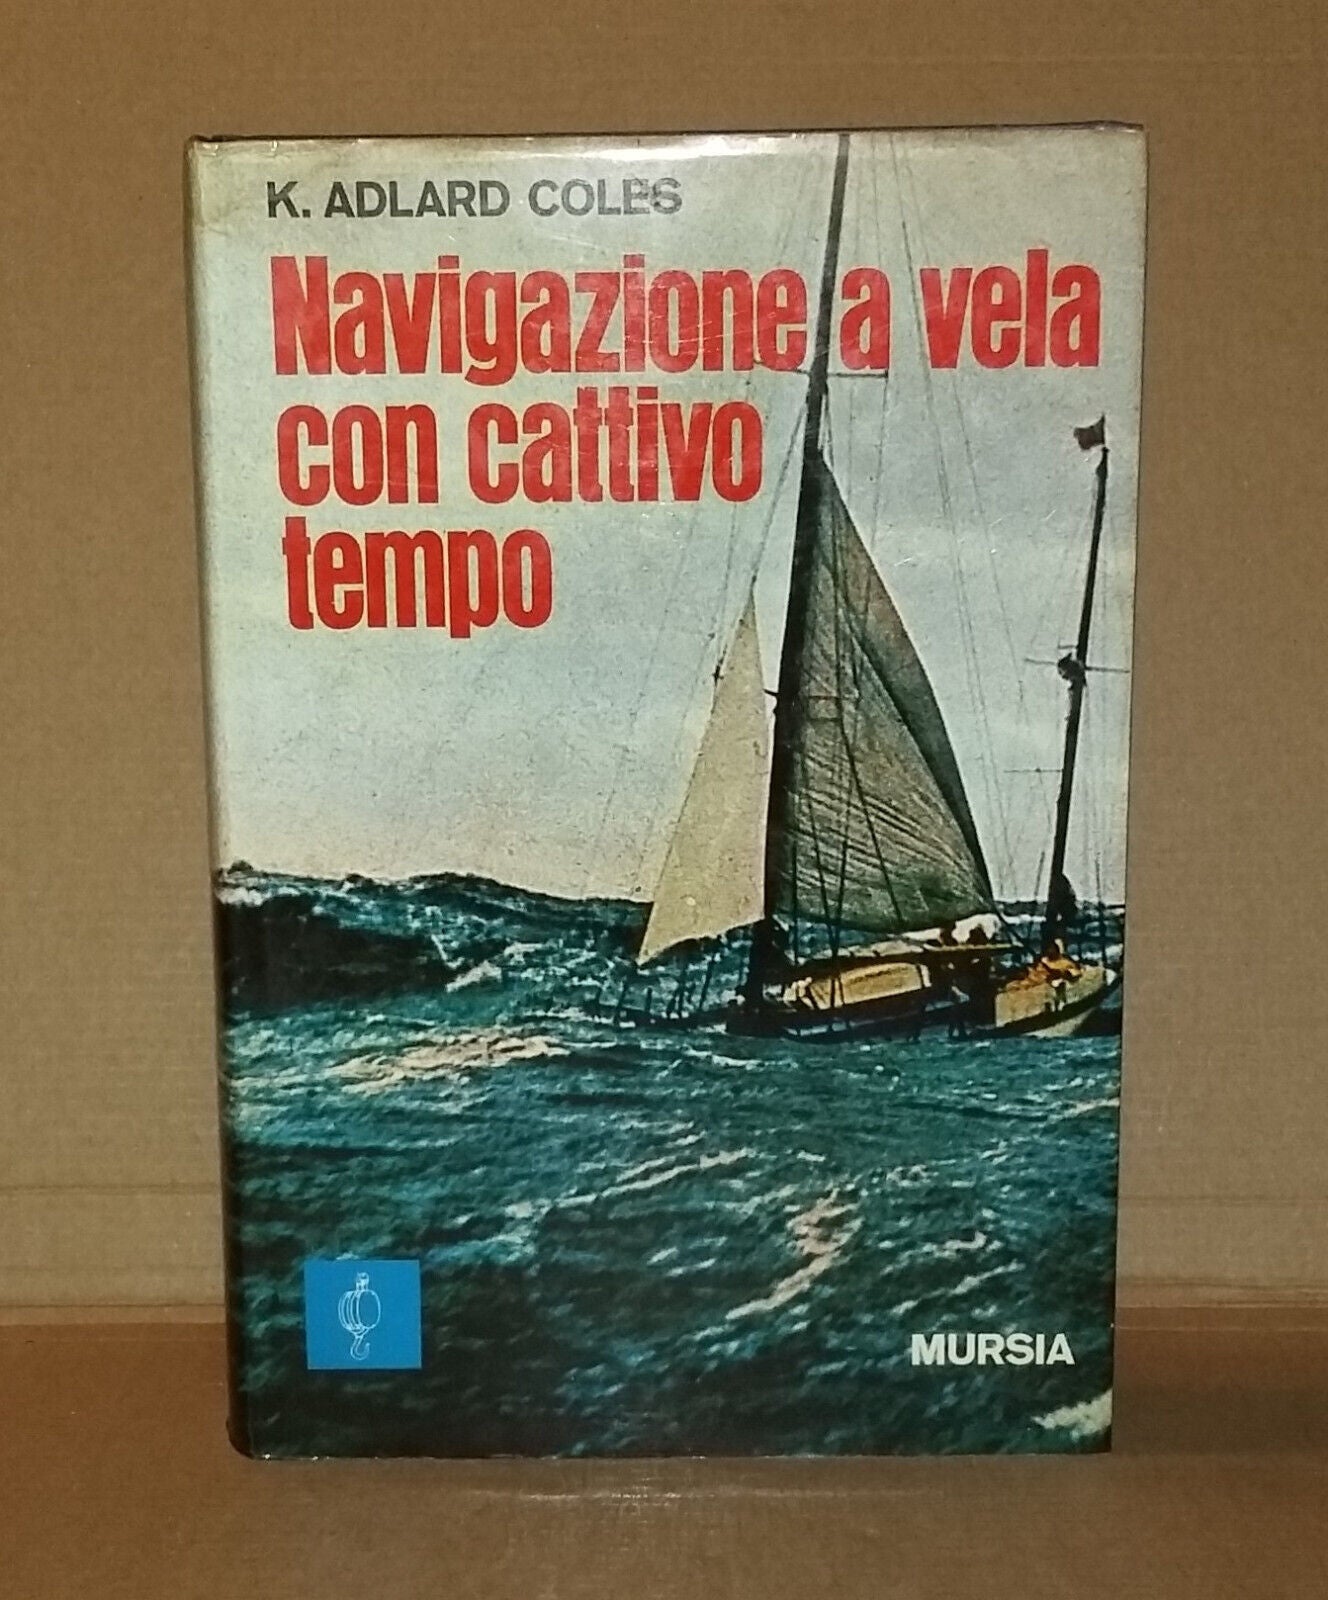 K. ADLARD COLES
Navigazione a vela
con cattivo
tempo
MURSIA